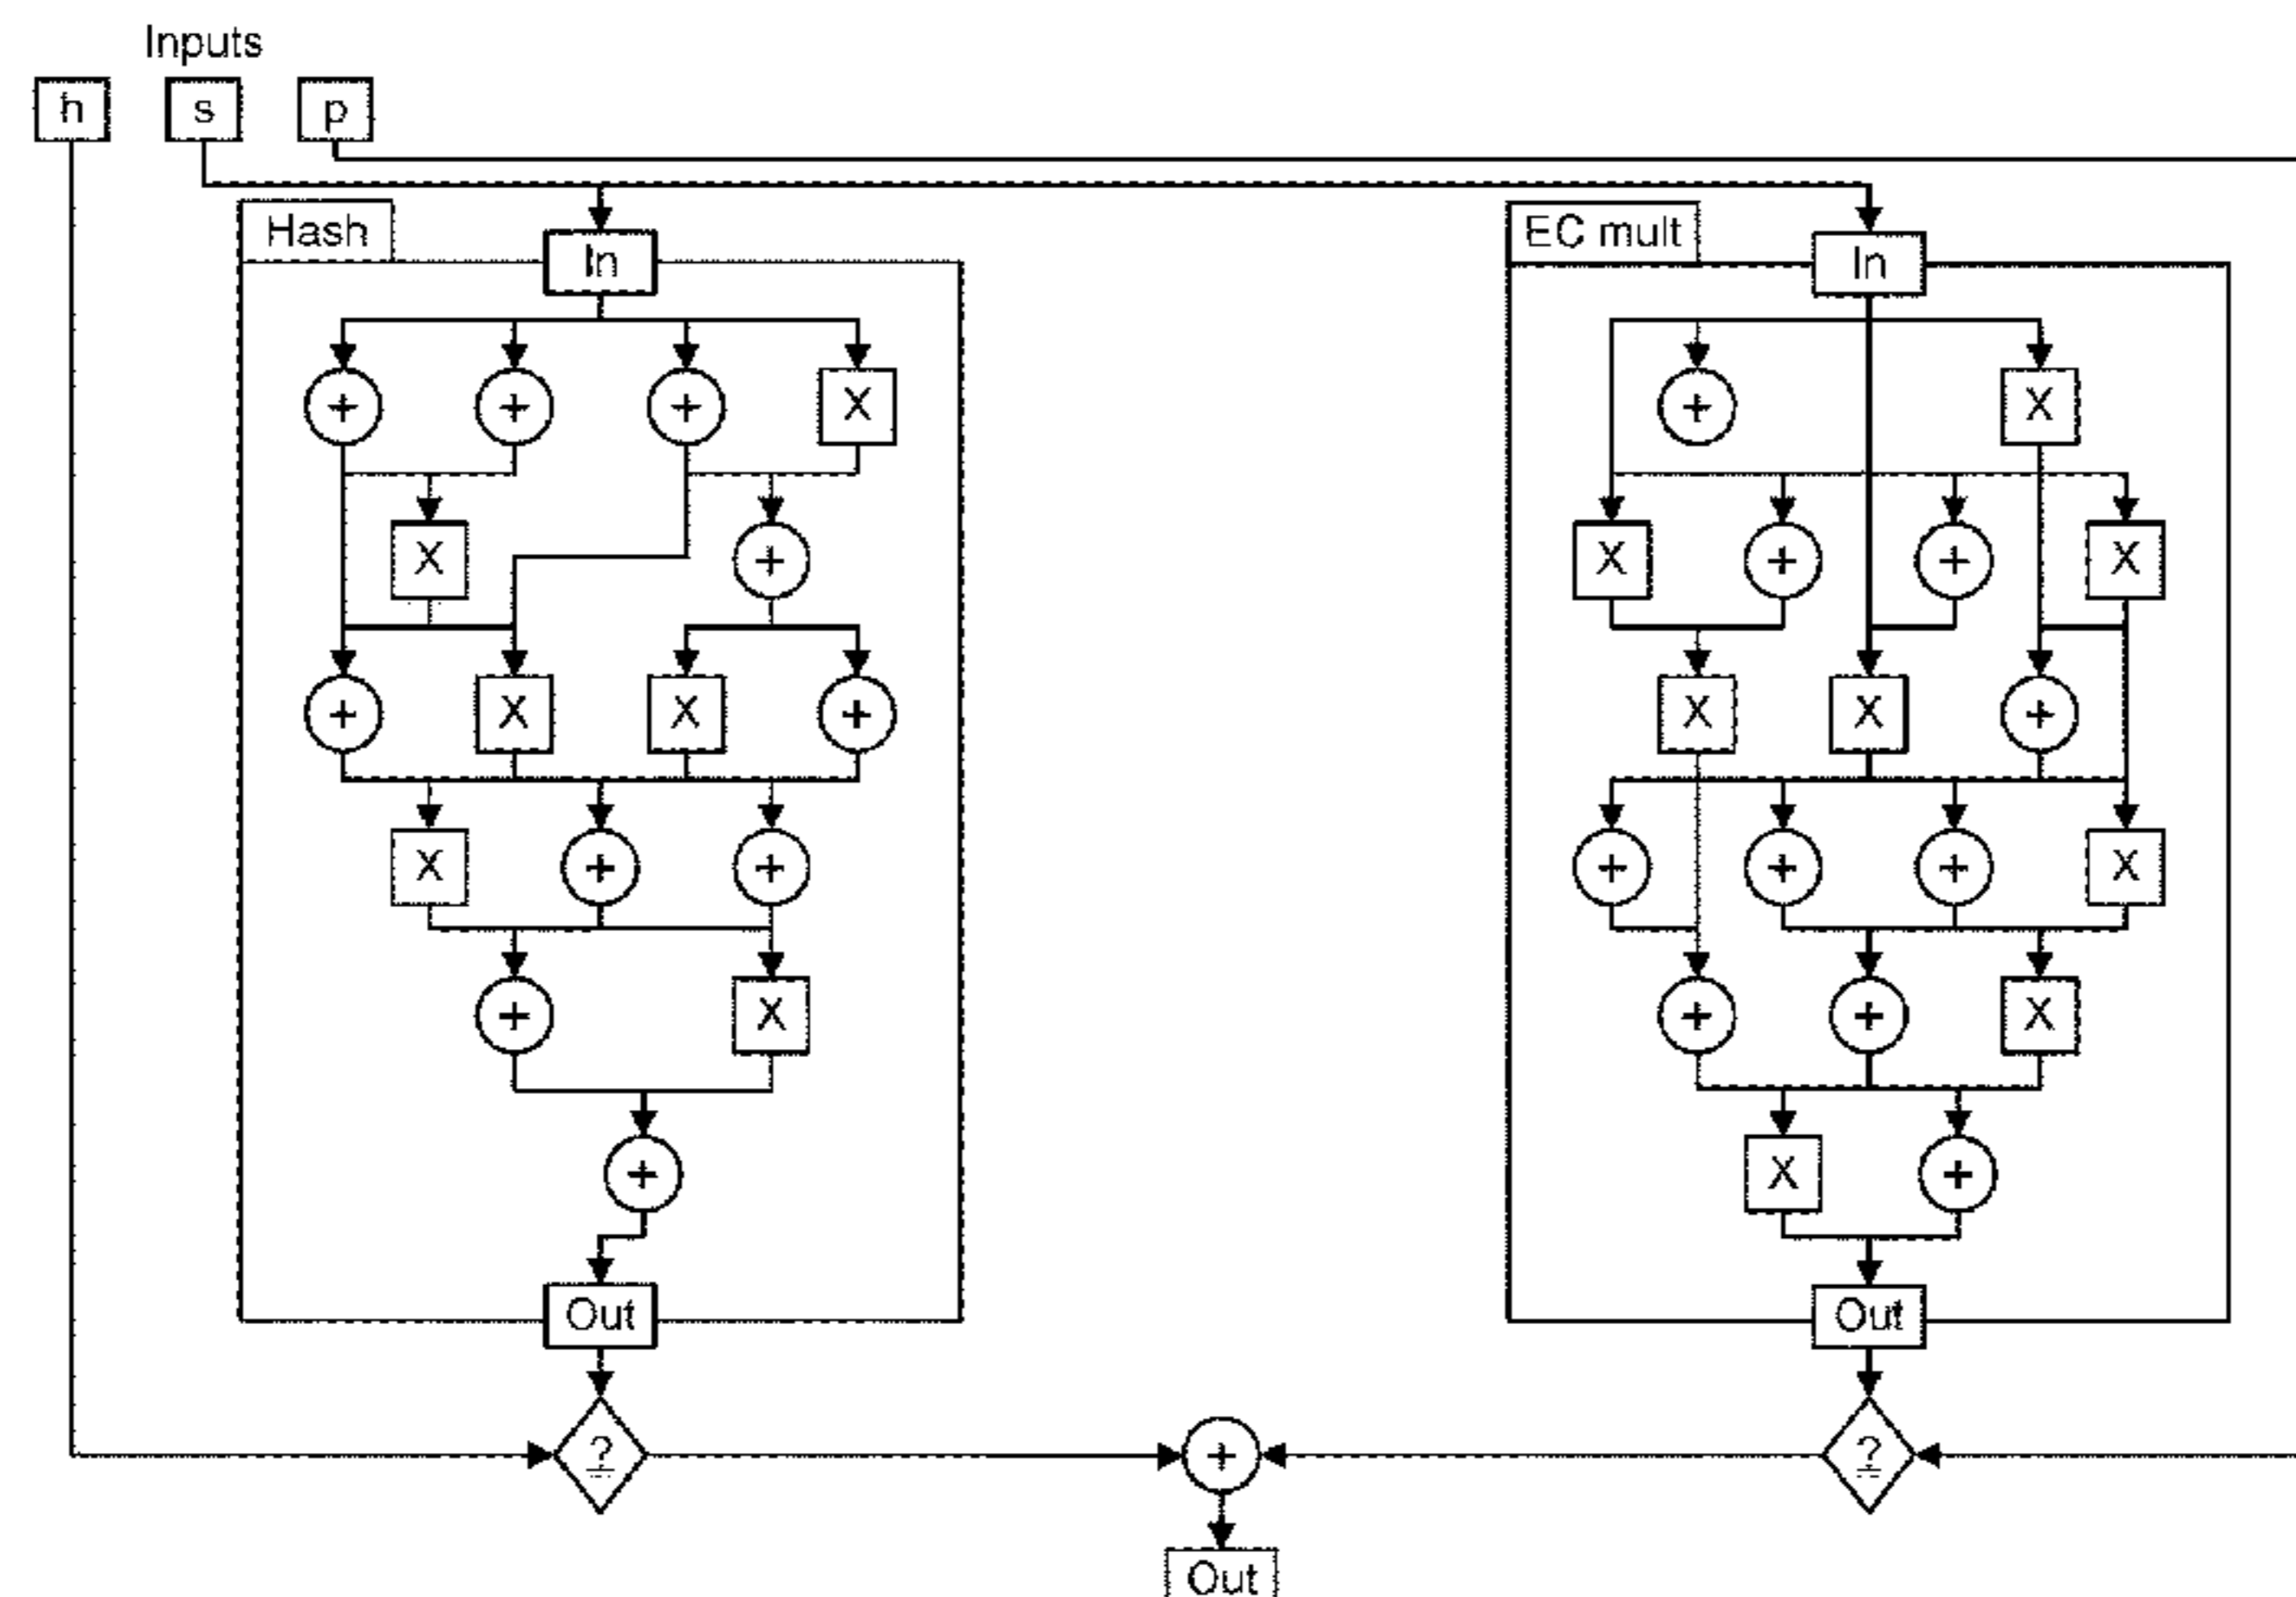 Inputs
h s p
Hash EC mult
In In
+ + + X + X
X + X + + X
+ X X + X X +
X + + + + + X
+ X + + X
+ X +
Out Out
? + ?
Out